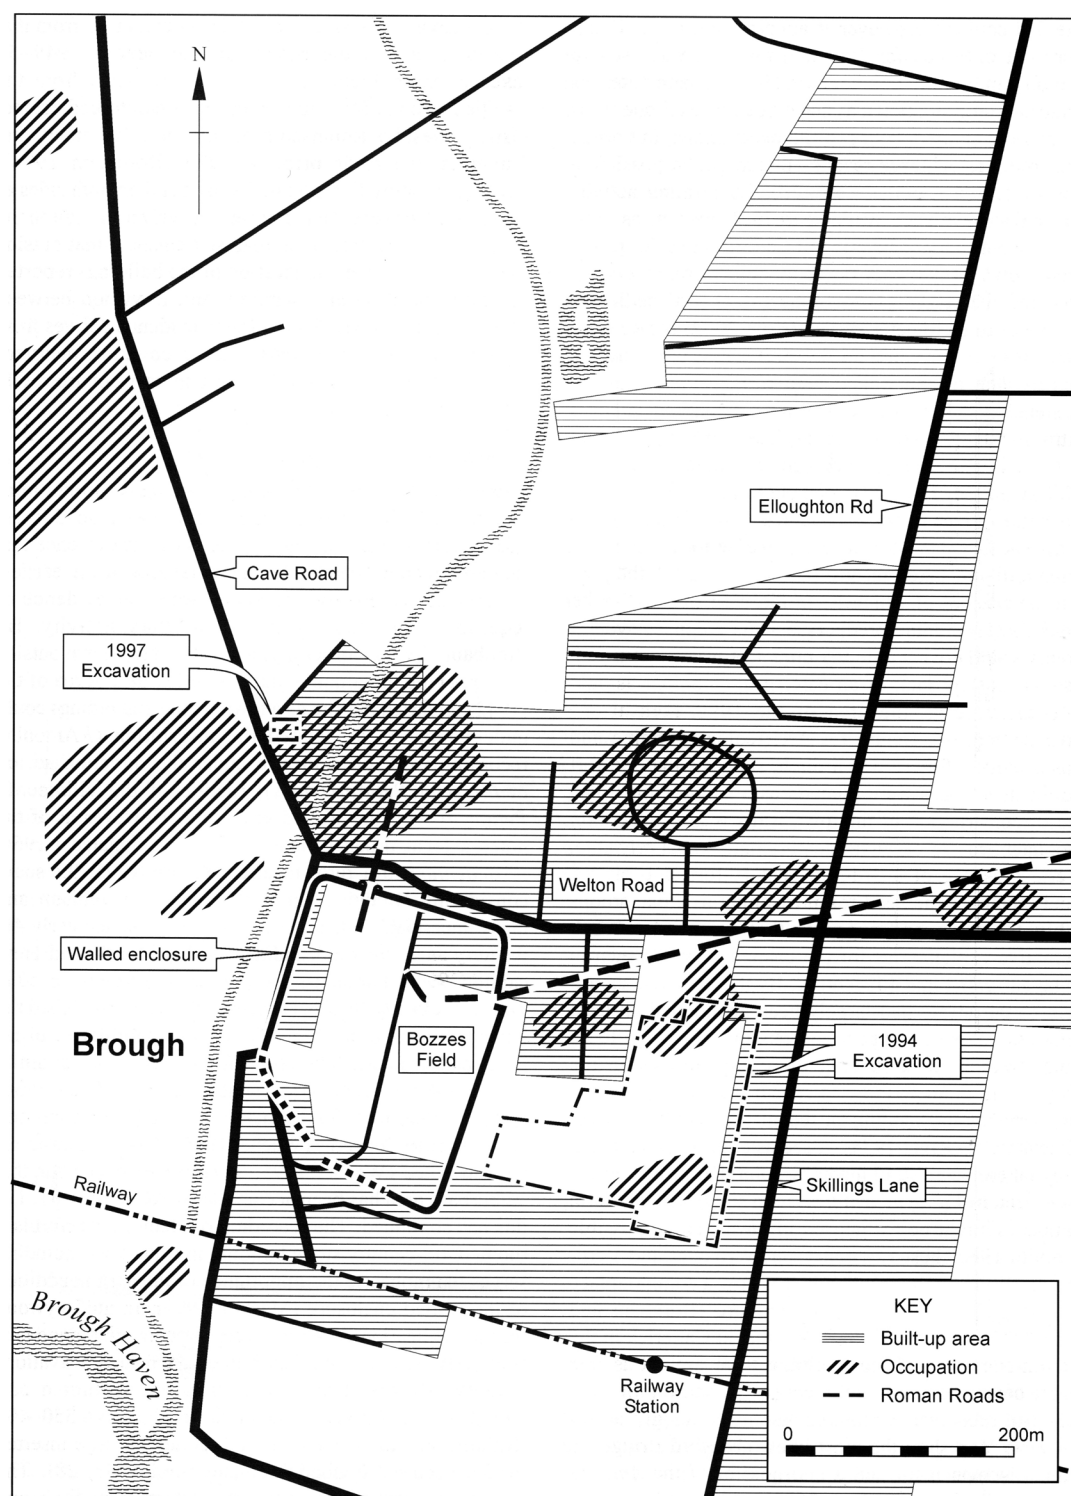 N
Elloughton Rd
Cave Road
1997
Excavation
Welton Road
Walled enclosure
Brough
Bozzes
Field
1994
Excavation
Skillings Lane
Railway
Brough Haven
Railway
Station
KEY
Built-up area
Occupation
Roman Roads
0 200m